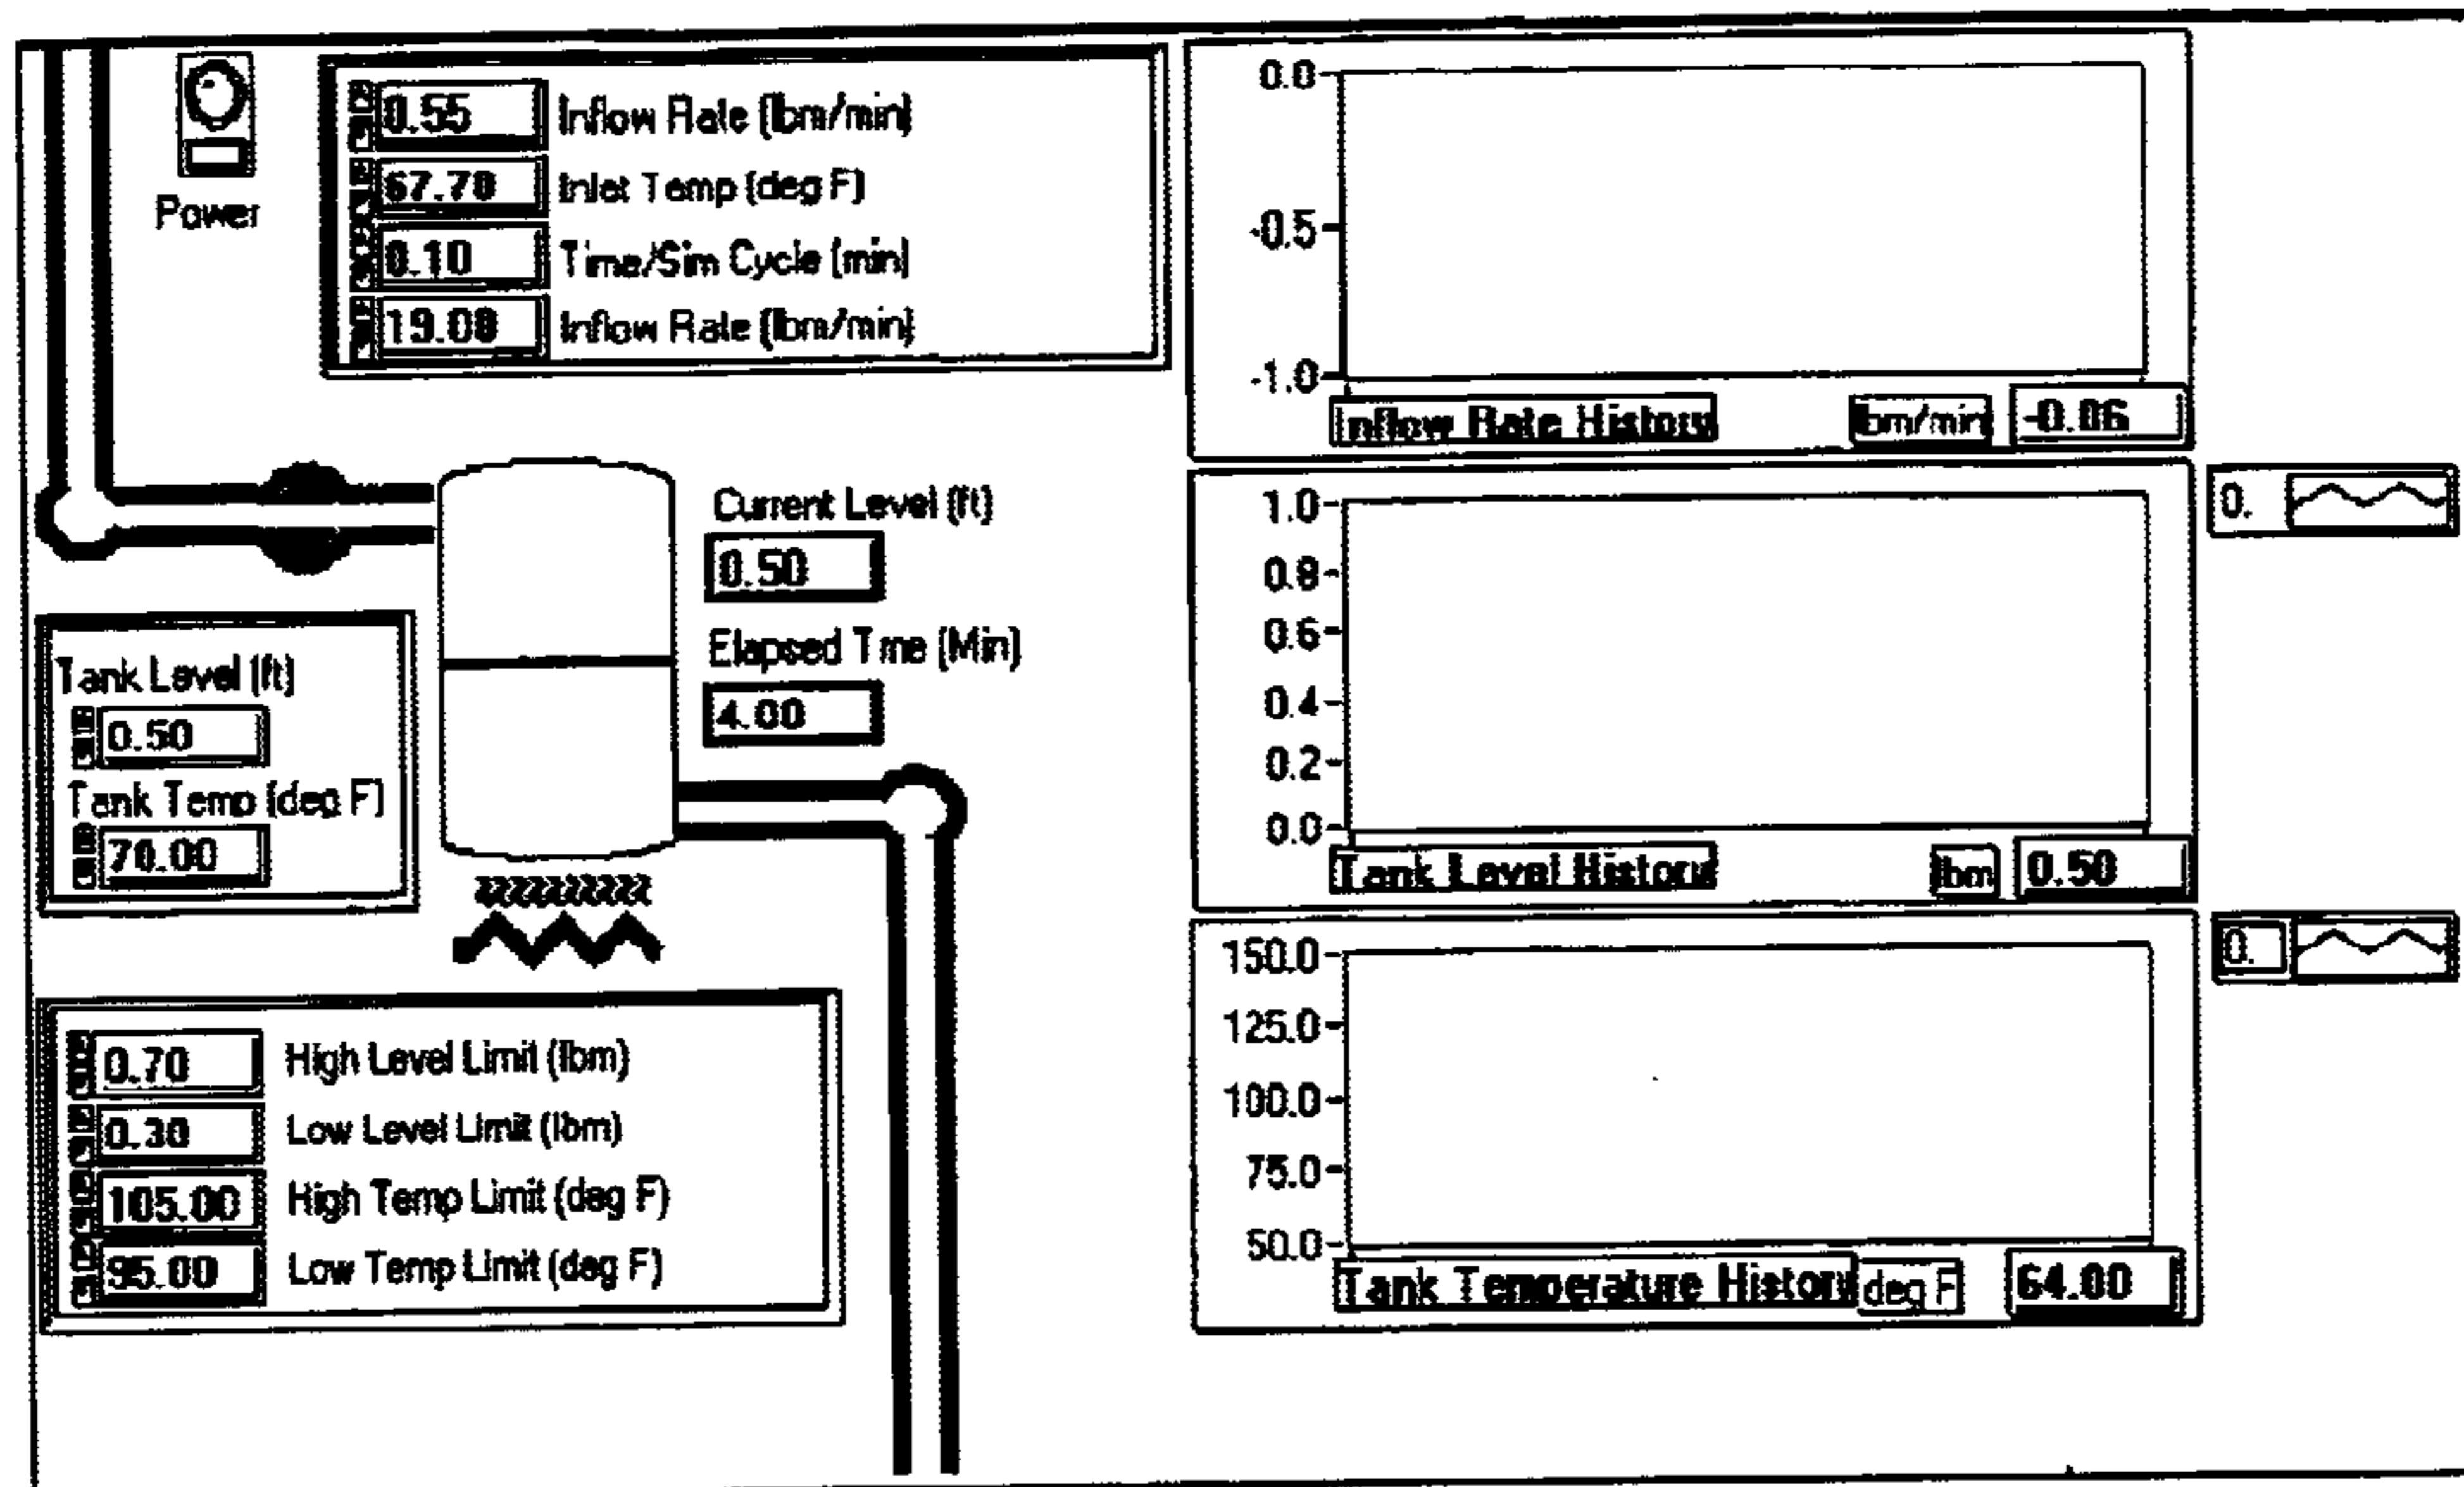 Power
0.55 Inflow Rate (lbm/min)
67.70 Inlet Temp (deg F)
0.10 Time/Sim Cycle (min)
19.00 Inflow Rate (lbm/min)
Current Level (ft)
0.50
Elapsed Time (Min)
4.00
Tank Level (ft)
0.50
Tank Temp (deg F)
70.00
0.70 High Level Limit (lbm)
0.30 Low Level Limit (lbm)
105.00 High Temp Limit (deg F)
95.00 Low Temp Limit (deg F)
0.0
-0.5
-1.0
Inflow Rate History lbm/min -0.06
1.0
0.8
0.6
0.4
0.2
0.0
Tank Level History lbm 0.50
0.
150.0
125.0
100.0
75.0
50.0
Tank Temperature History deg F 64.00
0.